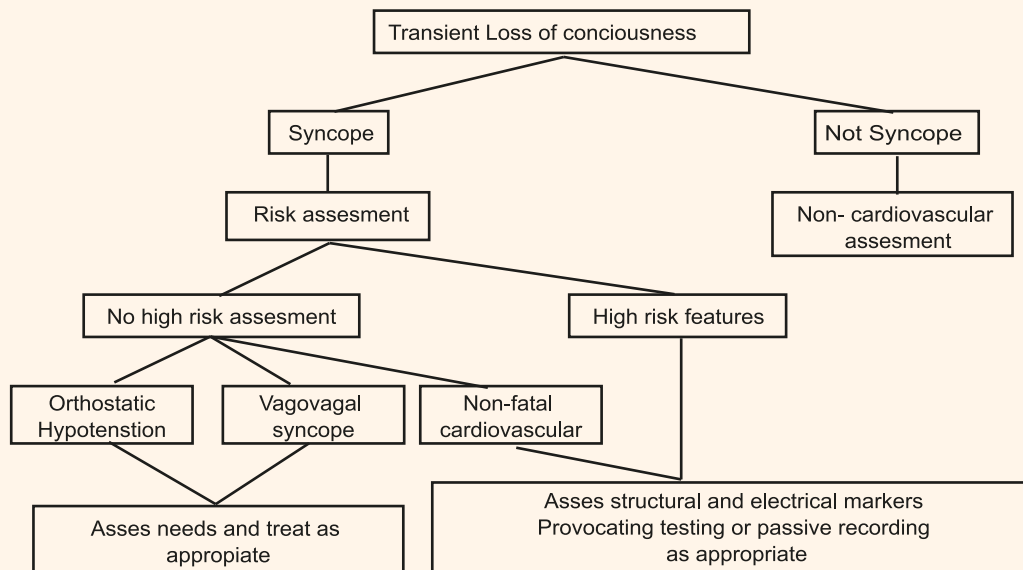 Transient Loss of conciousness
Syncope
Not Syncope
Risk assesment
Non- cardiovascular
assesment
No high risk assesment
High risk features
Orthostatic
Hypotenstion
Vagovagal
syncope
Non-fatal
cardiovascular
Asses needs and treat as
appropiate
Asses structural and electrical markers
Provocating testing or passive recording
as appropriate